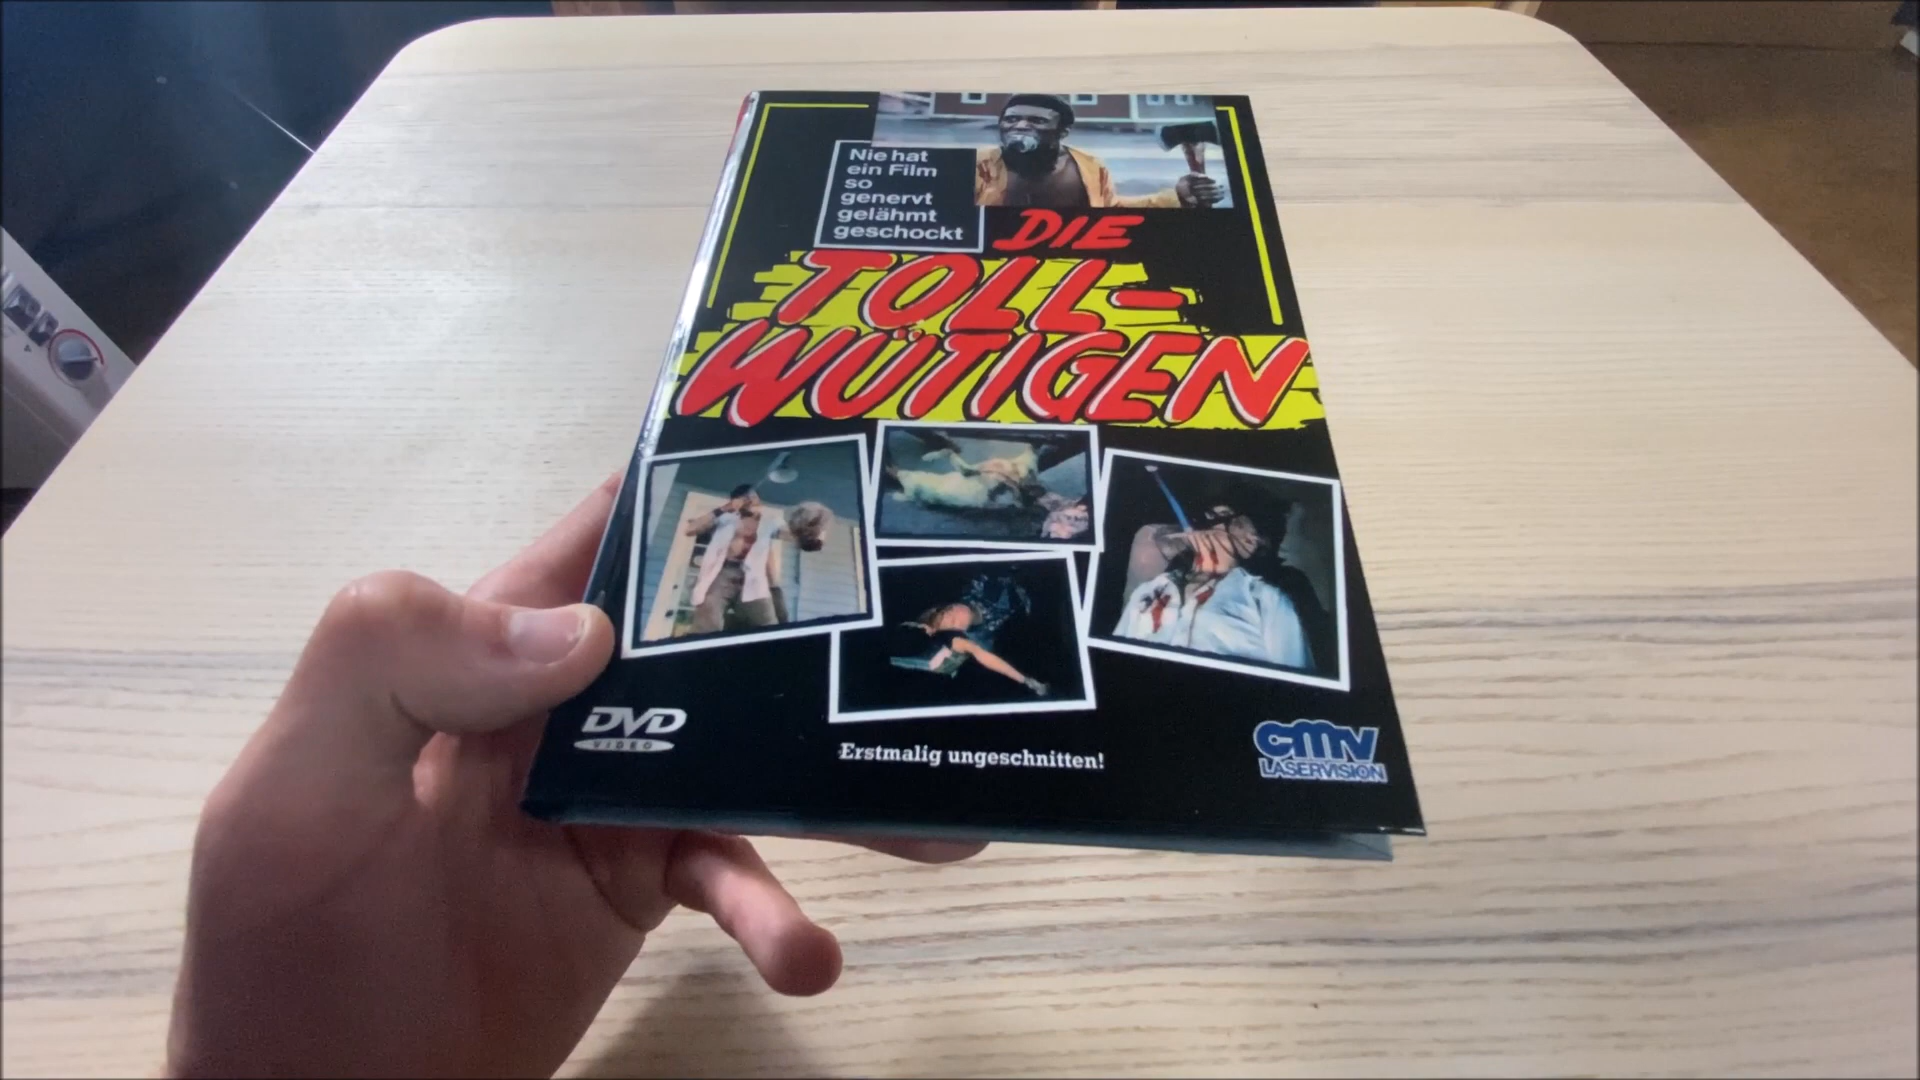 Nie hat
ein Film
so
genervt
gelähmt
geschockt
DIE
TOLL-
WÜTIGEN
DVD
VIDEO
Erstmalig ungeschnitten!
cmv
LASERVISION